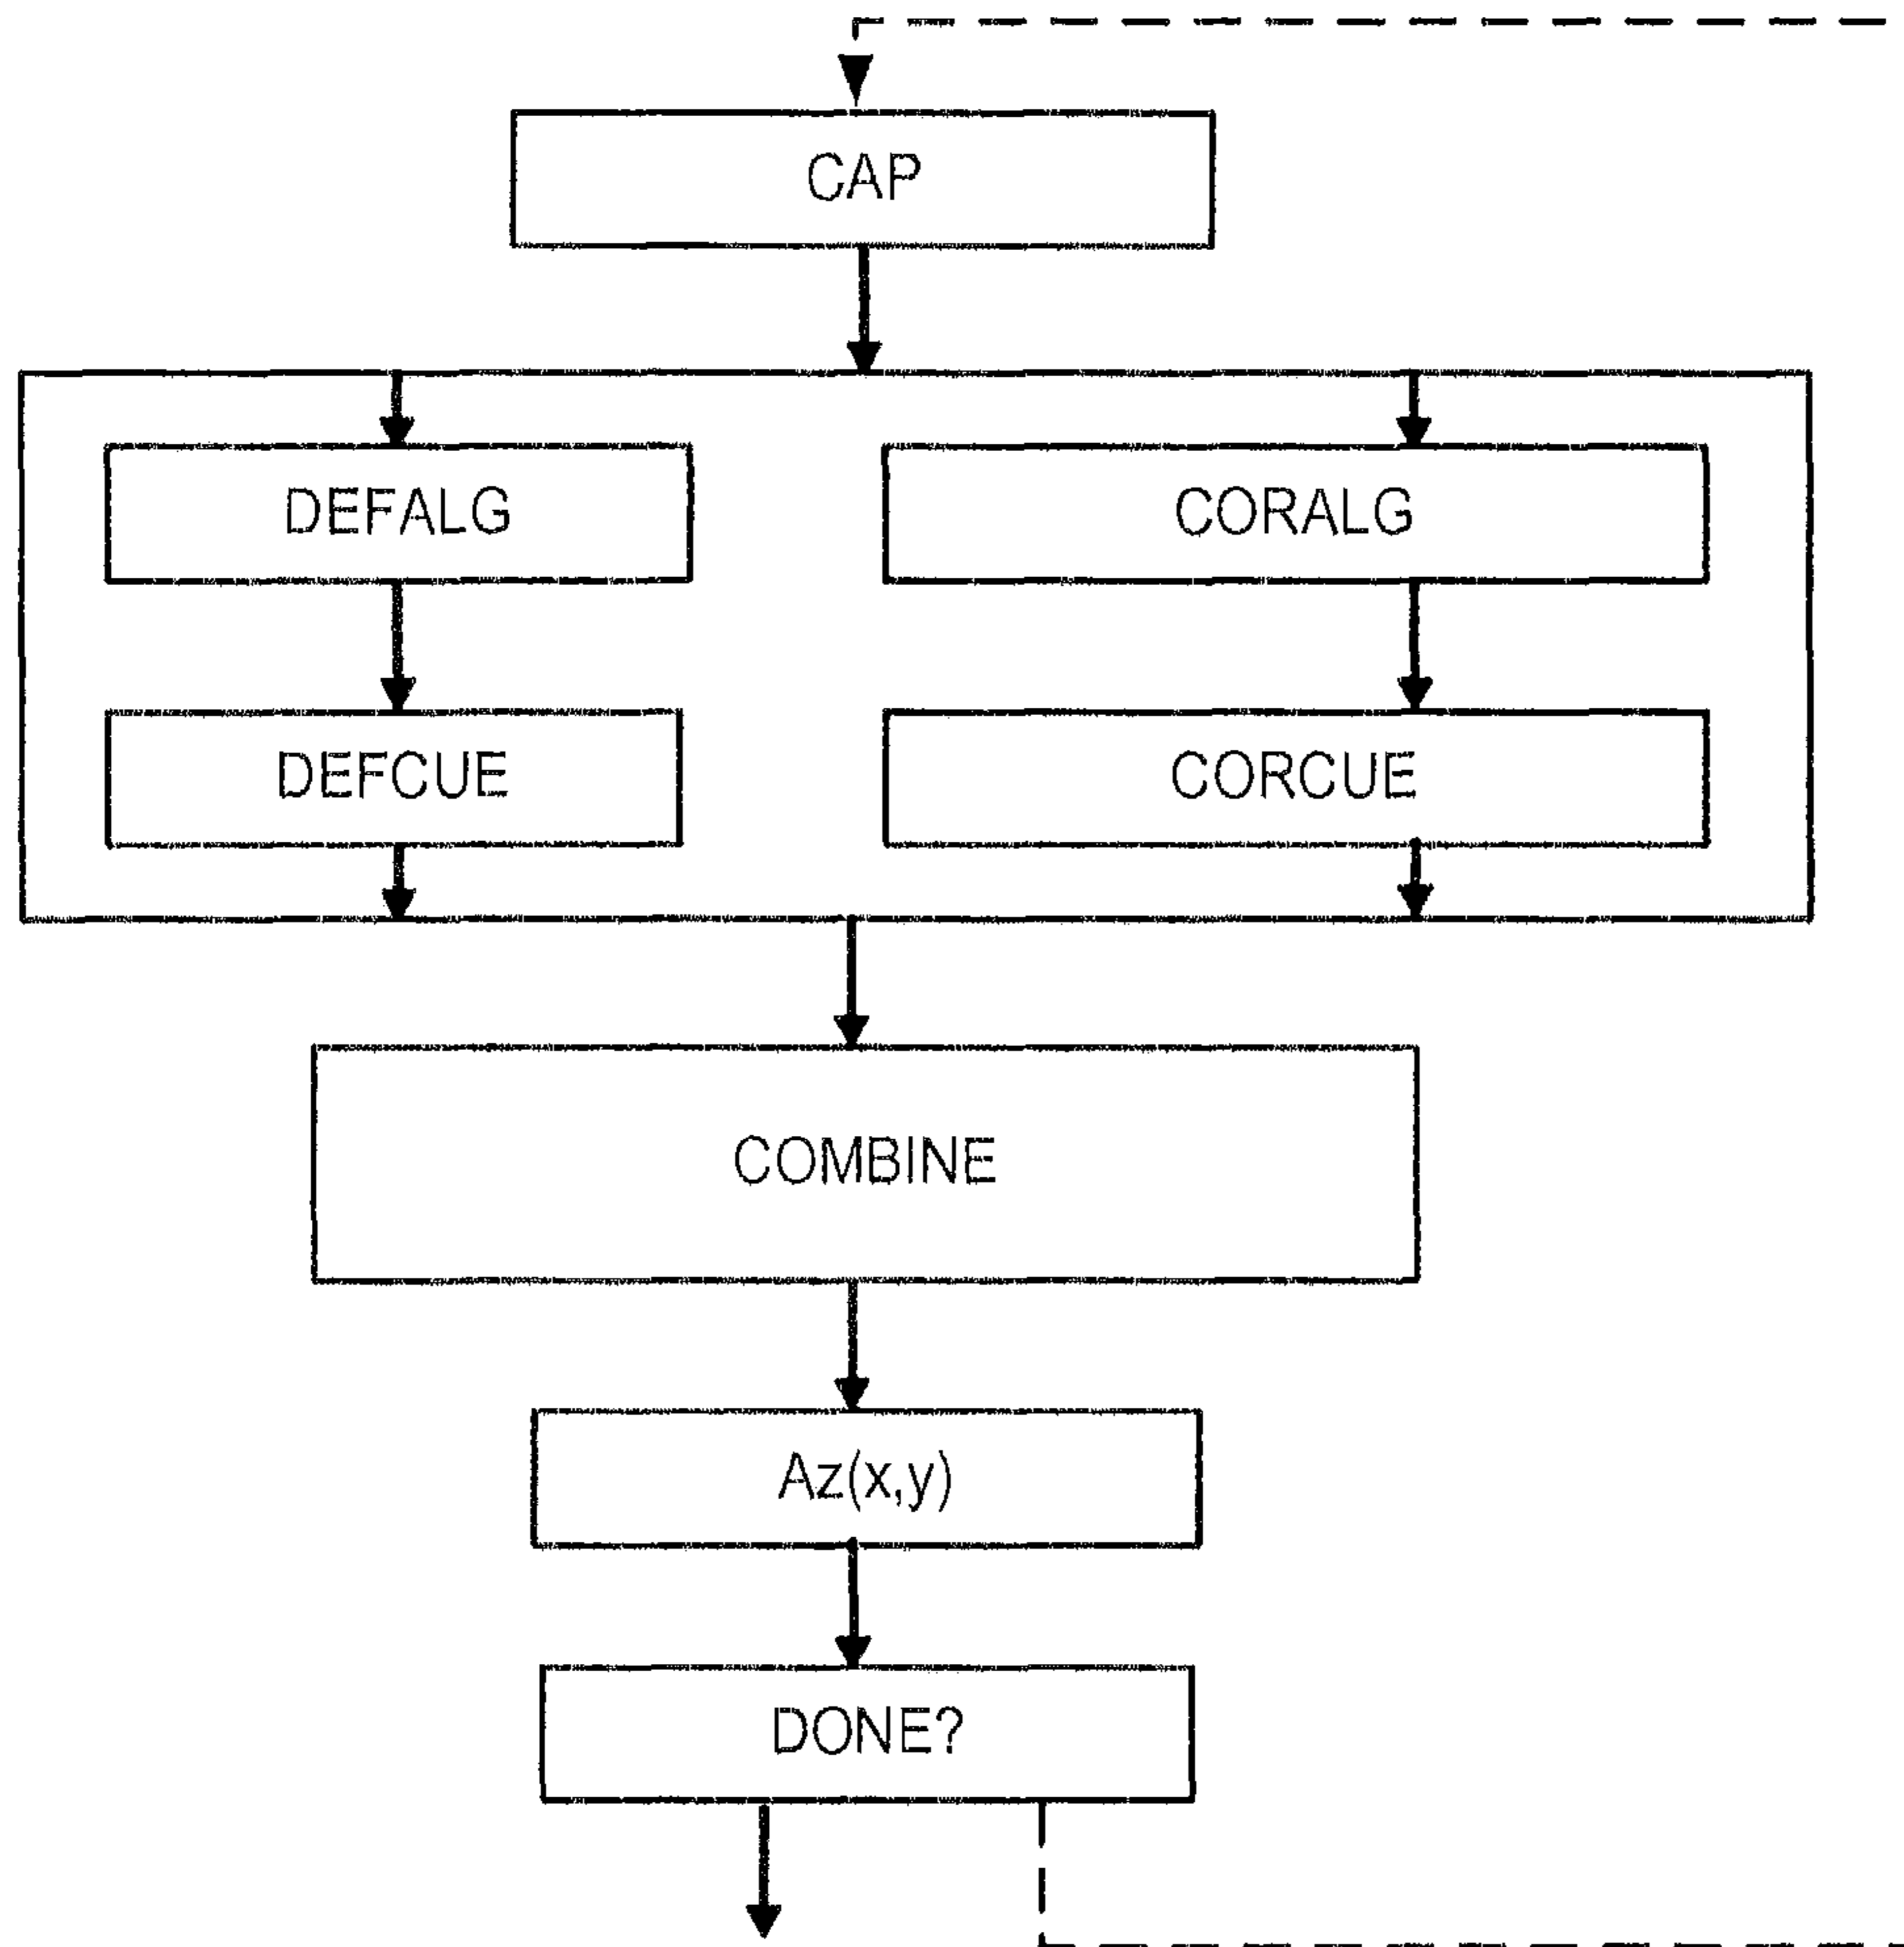 CAP
DEFALG
CORALG
DEFCUE
CORCUE
COMBINE
Az(x,y)
DONE?